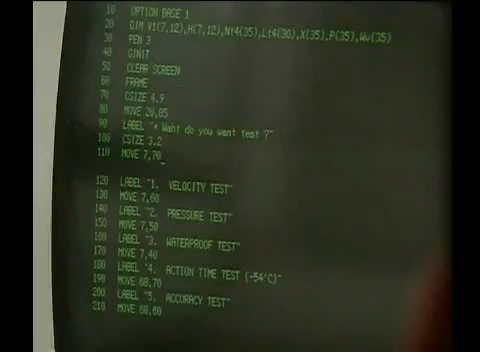 10 OPTION BASE 1
20 DIM V1(7,12),H(7,12),N$4(35),L$4(30),X(35),P(35),Wv(35)
30 PEN 3
40 GINIT
50 CLEAR SCREEN
60 FRAME
70 CSIZE 4.9
80 MOVE 20,85
90 LABEL "* Waht do you want test ?"
100 CSIZE 3.2
110 MOVE 7,70_
120 LABEL "1. VELOCITY TEST"
130 MOVE 7,60
140 LABEL "2. PRESSURE TEST"
150 MOVE 7,50
160 LABEL "3. WATERPROOF TEST"
170 MOVE 7,40
180 LABEL "4. ACTION TIME TEST (-54°C)"
190 MOVE 68,70
200 LABEL "5. ACCURACY TEST"
210 MOVE 68,60